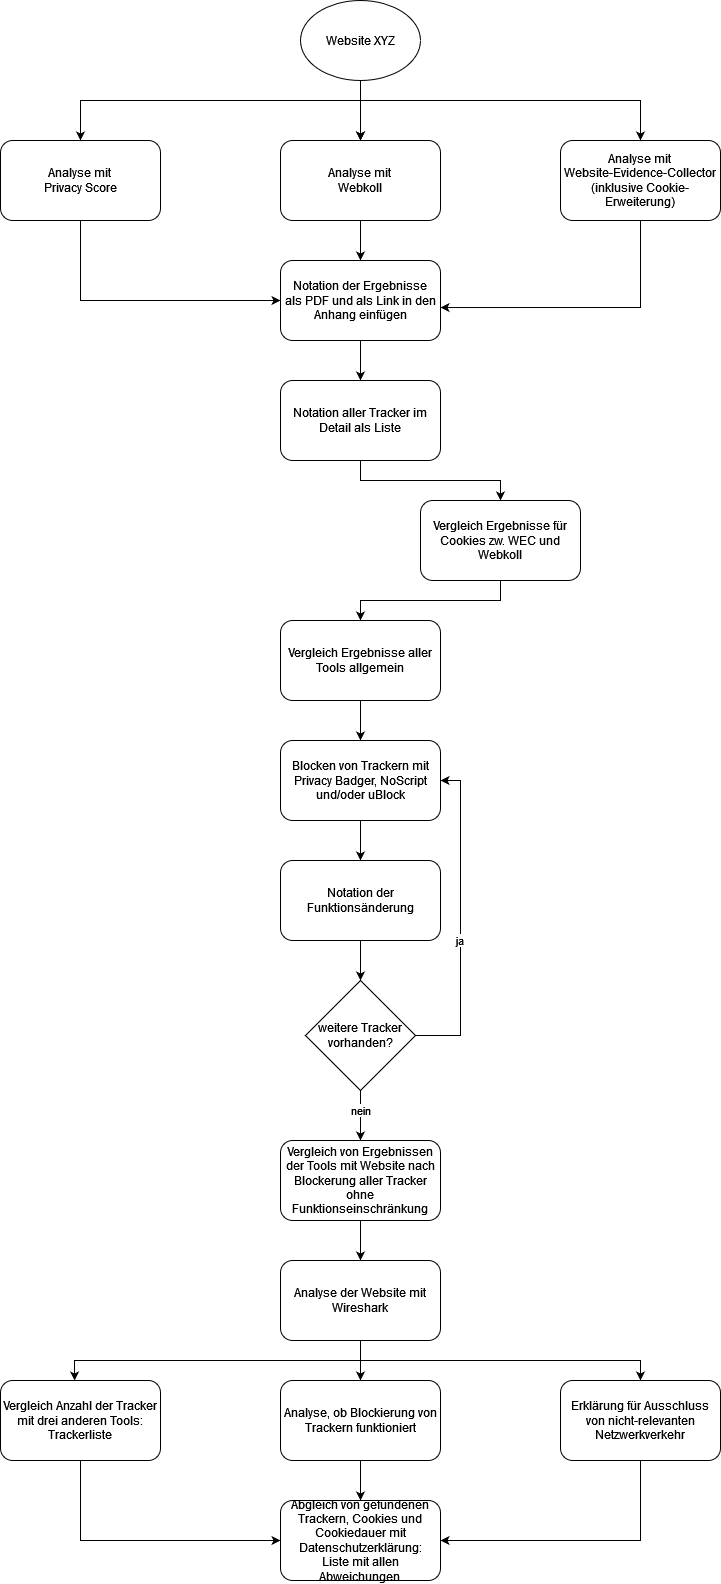 Website XYZ
Analyse mit
Privacy Score
Analyse mit
Webkoll
Analyse mit
Website-Evidence-Collector
(inklusive Cookie-
Erweiterung)
Notation der Ergebnisse
als PDF und als Link in den
Anhang einfügen
Notation aller Tracker im
Detail als Liste
Vergleich Ergebnisse für
Cookies zw. WEC und
Webkoll
Vergleich Ergebnisse aller
Tools allgemein
Blocken von Trackern mit
Privacy Badger, NoScript
und/oder uBlock
Notation der
Funktionsänderung
ja
weitere Tracker
vorhanden?
nein
Vergleich von Ergebnissen
der Tools mit Website nach
Blockerung aller Tracker
ohne
Funktionseinschränkung
Analyse der Website mit
Wireshark
Vergleich Anzahl der Tracker
mit drei anderen Tools:
Trackerliste
Analyse, ob Blockierung von
Trackern funktioniert
Erklärung für Ausschluss
von nicht-relevanten
Netzwerkverkehr
Abgleich von gefundenen
Trackern, Cookies und
Cookiedauer mit
Datenschutzerklärung:
Liste mit allen
Abweichungen